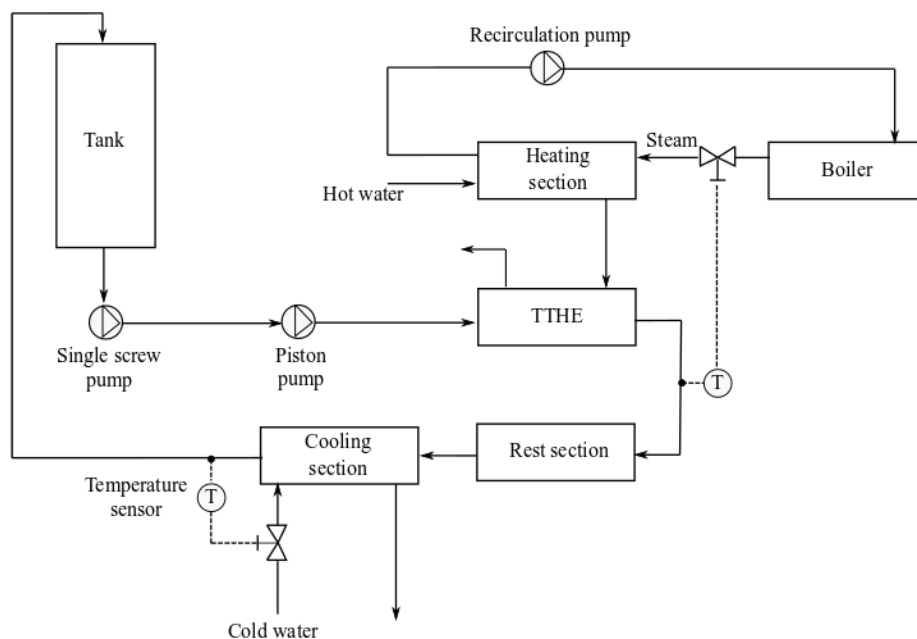 Recirculation pump
Tank
Steam
Heating
section
Boiler
Hot water
TTHE
Single screw
pump
Piston
pump
T
Cooling
section
Rest section
Temperature
sensor
T
Cold water